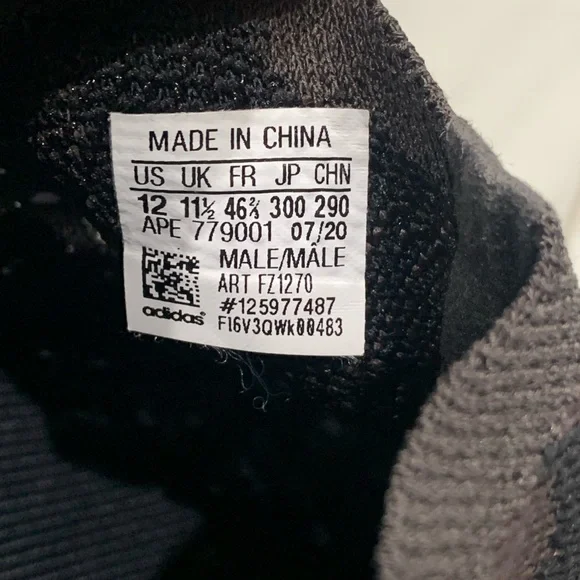 MADE IN CHINA
US UK FR JP CHN
12 11½ 46⅔ 300 290
APE 779001 07/20
MALE/MÂLE
ART FZ1270
#125977487
adidas® F16V3QWk00483